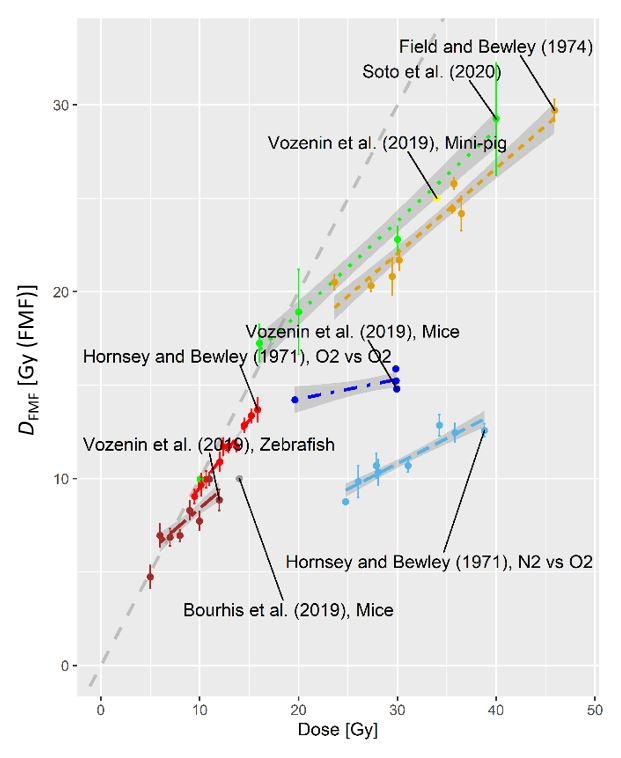 Field and Bewley (1974)
Soto et al. (2020)
30
Vozenin et al. (2019), Mini-pig
20
Vozenin et al. (2019), Mice
Hornsey and Bewley (1971), O2 vs O2
Vozenin et al. (2019), Zebrafish
10
Hornsey and Bewley (1971), N2 vs O2
Bourhis et al. (2019), Mice
0
D_FMF [Gy (FMF)]
0 10 20 30 40 50
Dose [Gy]